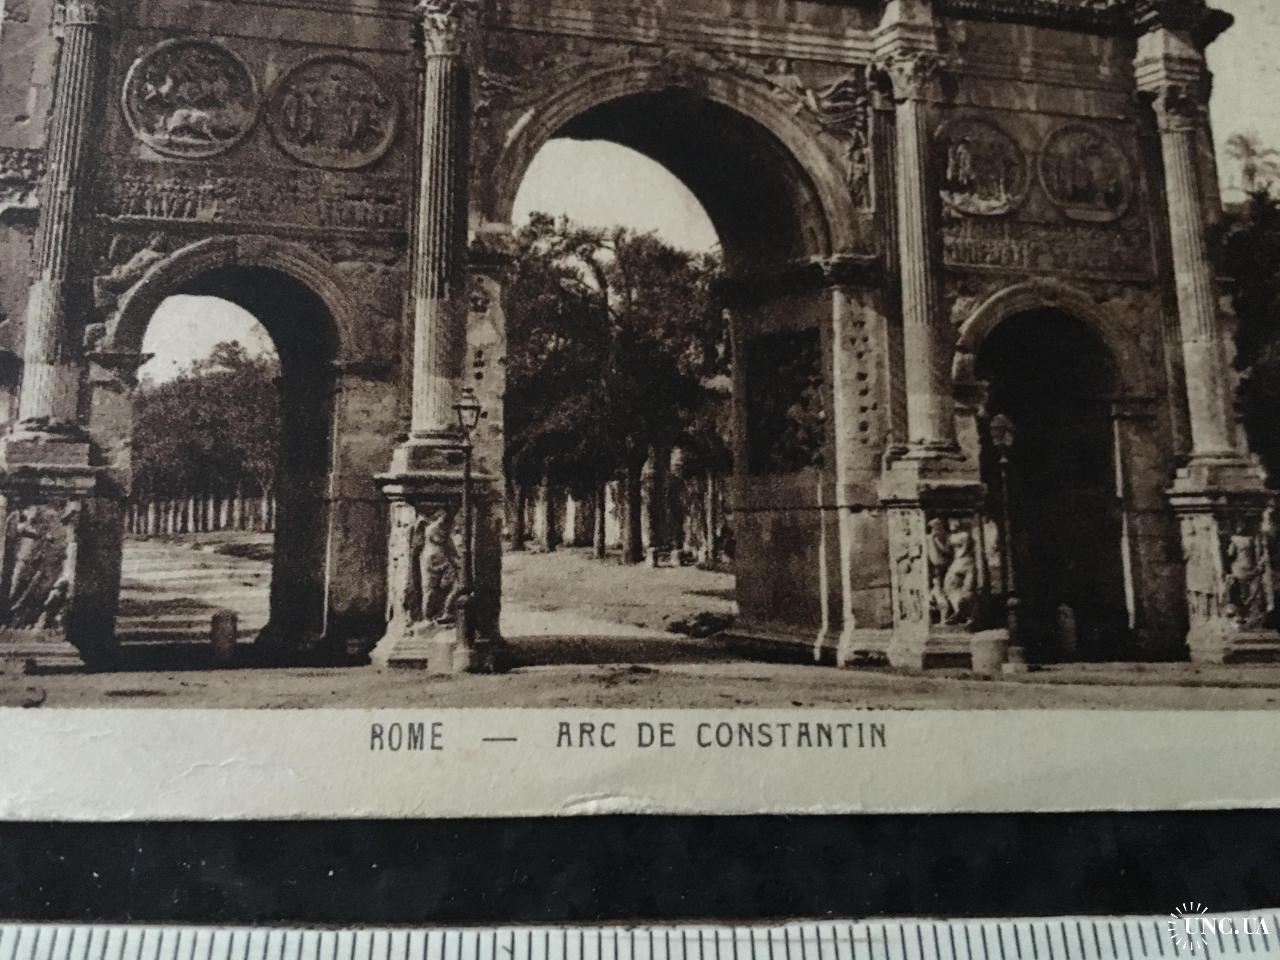 ROME — ARC DE CONSTANTIN
UNC.UA